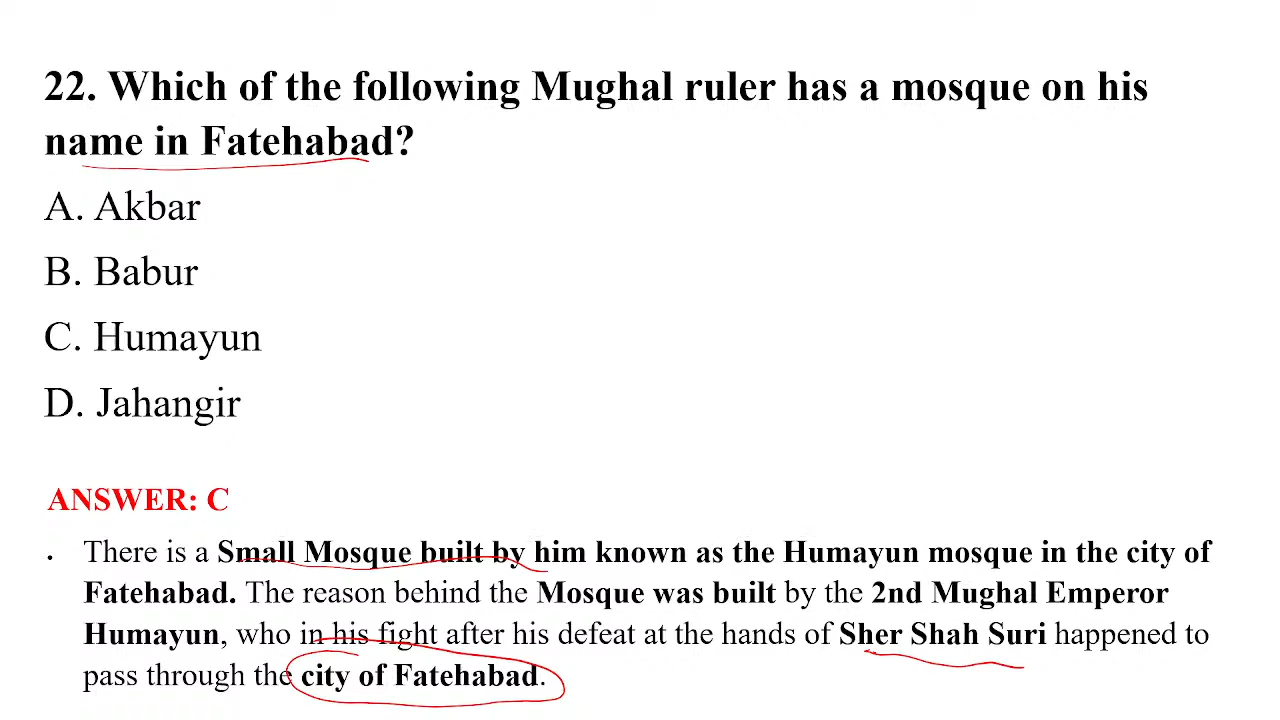 22. Which of the following Mughal ruler has a mosque on his
name in Fatehabad?
A. Akbar
B. Babur
C. Humayun
D. Jahangir
ANSWER: C
• There is a Small Mosque built by him known as the Humayun mosque in the city of
Fatehabad. The reason behind the Mosque was built by the 2nd Mughal Emperor
Humayun, who in his fight after his defeat at the hands of Sher Shah Suri happened to
pass through the city of Fatehabad.